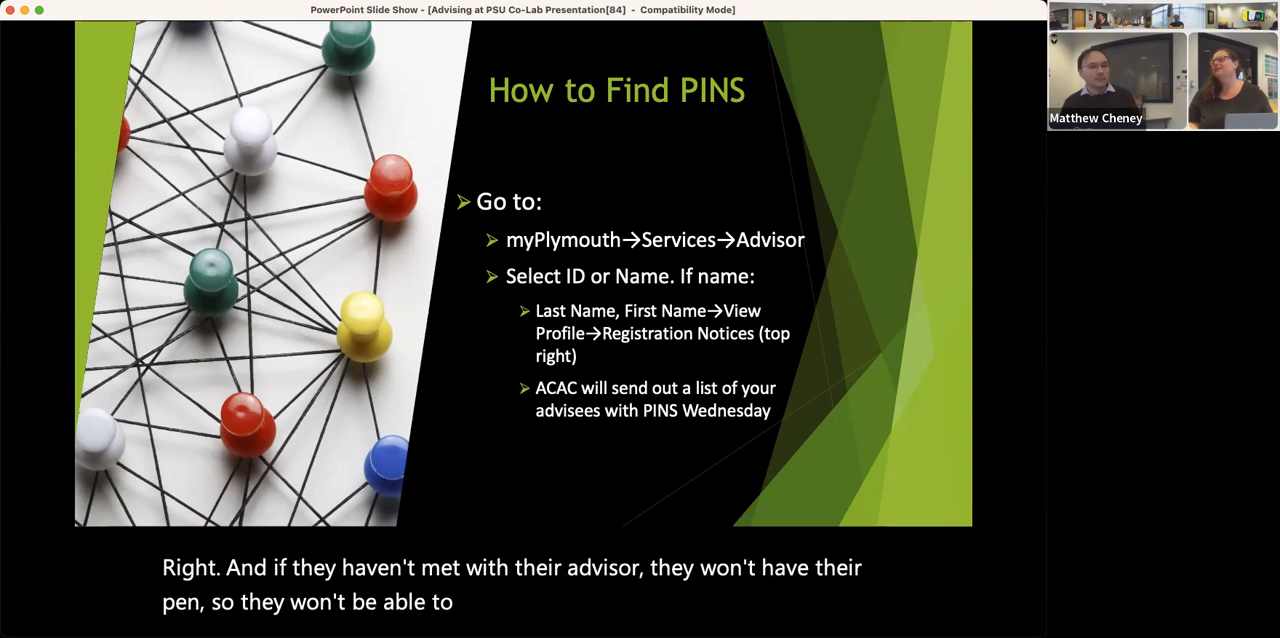 PowerPoint Slide Show - [Advising at PSU Co-Lab Presentation[84] - Compatibility Mode]
How to Find PINS
Go to:
myPlymouth→Services→Advisor
Select ID or Name. If name:
Last Name, First Name→View
Profile→Registration Notices (top
right)
ACAC will send out a list of your
advisees with PINS Wednesday
Matthew Cheney
Right. And if they haven't met with their advisor, they won't have their
pen, so they won't be able to